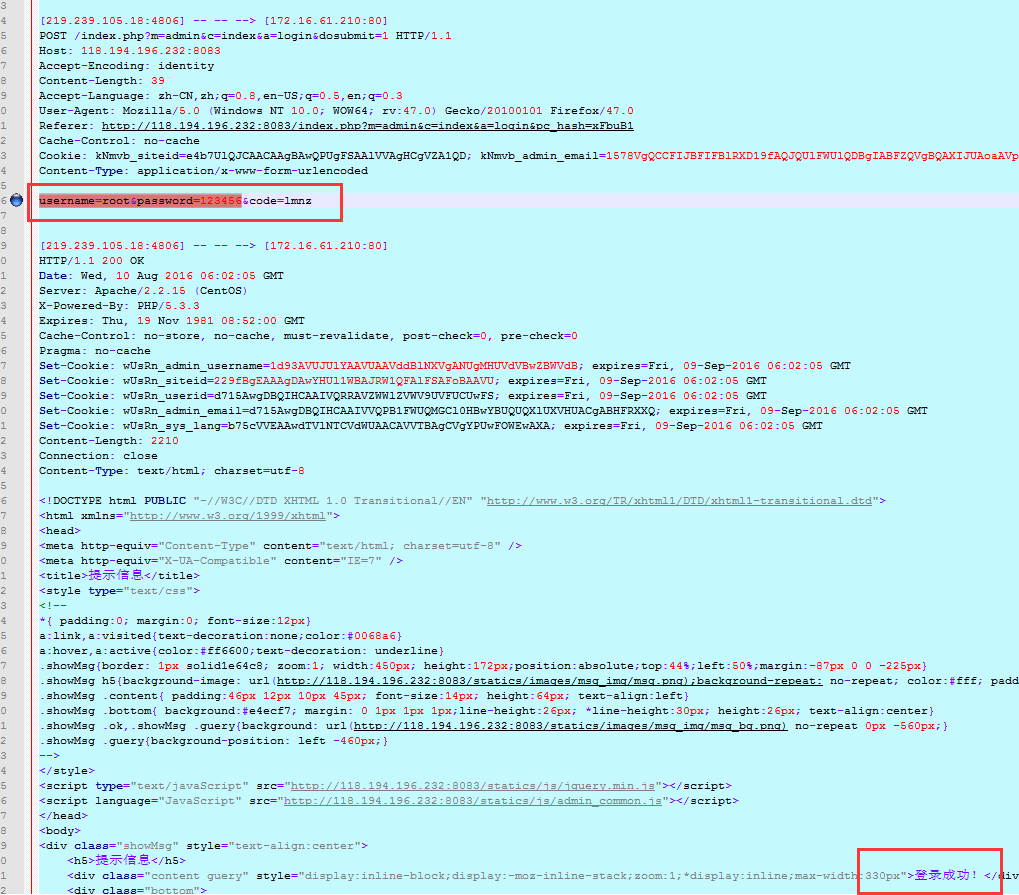 3
4 [219.239.105.18:4806] -- -- --> [172.16.61.210:80]
5 POST /index.php?m=admin&c=index&a=login&dosubmit=1 HTTP/1.1
6 Host: 118.194.196.232:8083
7 Accept-Encoding: identity
8 Content-Length: 39
9 Accept-Language: zh-CN,zh;q=0.8,en-US;q=0.5,en;q=0.3
0 User-Agent: Mozilla/5.0 (Windows NT 10.0; WOW64; rv:47.0) Gecko/20100101 Firefox/47.0
1 Referer: http://118.194.196.232:8083/index.php?m=admin&c=index&a=login&pc_hash=xFbuB1
2 Cache-Control: no-cache
3 Cookie: kNmvb_siteid=e4b7UlQJCAACAAgBAwQPUgFSAAlVVAgHCgVZA1QD; kNmvb_admin_email=1578VgQCCFIJBFIFBlRXD19fAQJQUlFWUlQDBgIABFZQVgBQAXIJUAoaAVp
4 Content-Type: application/x-www-form-urlencoded
5
6 username=root&password=123456&code=lmnz
7
8
9 [219.239.105.18:4806] -- -- --> [172.16.61.210:80]
0 HTTP/1.1 200 OK
1 Date: Wed, 10 Aug 2016 06:02:05 GMT
2 Server: Apache/2.2.15 (CentOS)
3 X-Powered-By: PHP/5.3.3
4 Expires: Thu, 19 Nov 1981 08:52:00 GMT
5 Cache-Control: no-store, no-cache, must-revalidate, post-check=0, pre-check=0
6 Pragma: no-cache
7 Set-Cookie: wUsRn_admin_username=1d93AVUJUlYAAVUAAVddBlNXVgANUgMHUVdVBwZBWVdB; expires=Fri, 09-Sep-2016 06:02:05 GMT
8 Set-Cookie: wUsRn_siteid=229fBgEAAAgDAwYHUl1WBAJRW1QFAlFSAFoBAAVU; expires=Fri, 09-Sep-2016 06:02:05 GMT
9 Set-Cookie: wUsRn_userid=d715AwgDBQIHCAAIVQRRAVZWWlZVWV9UVFUCUwFS; expires=Fri, 09-Sep-2016 06:02:05 GMT
0 Set-Cookie: wUsRn_admin_email=d715AwgDBQIHCAAIVVQPB1FWUQMGCl0HBwYBUQUQXlUXVHUACgABHFRXXQ; expires=Fri, 09-Sep-2016 06:02:05 GMT
1 Set-Cookie: wUsRn_sys_lang=b75cVVEAAwdTVlNTCVdWUAACAVVTBAgCVgYPUwFOWEwAXA; expires=Fri, 09-Sep-2016 06:02:05 GMT
2 Content-Length: 2210
3 Connection: close
4 Content-Type: text/html; charset=utf-8
5
6 <!DOCTYPE html PUBLIC "-//W3C//DTD XHTML 1.0 Transitional//EN" "http://www.w3.org/TR/xhtml1/DTD/xhtml1-transitional.dtd">
7 <html xmlns="http://www.w3.org/1999/xhtml">
8 <head>
9 <meta http-equiv="Content-Type" content="text/html; charset=utf-8" />
0 <meta http-equiv="X-UA-Compatible" content="IE=7" />
1 <title>提示信息</title>
2 <style type="text/css">
3 <!--
4 *{ padding:0; margin:0; font-size:12px}
5 a:link,a:visited{text-decoration:none;color:#0068a6}
6 a:hover,a:active{color:#ff6600;text-decoration: underline}
7 .showMsg{border: 1px solid1e64c8; zoom:1; width:450px; height:172px;position:absolute;top:44%;left:50%;margin:-87px 0 0 -225px}
8 .showMsg h5{background-image: url(http://118.194.196.232:8083/statics/images/msg_img/msg.png);background-repeat: no-repeat; color:#fff; padd
9 .showMsg .content{ padding:46px 12px 10px 45px; font-size:14px; height:64px; text-align:left}
0 .showMsg .bottom{ background:#e4ecf7; margin: 0 1px 1px 1px;line-height:26px; *line-height:30px; height:26px; text-align:center}
1 .showMsg .ok,.showMsg .guery{background: url(http://118.194.196.232:8083/statics/images/msg_img/msg_bg.png) no-repeat 0px -560px;}
2 .showMsg .guery{background-position: left -460px;}
3 -->
4 </style>
5 <script type="text/javaScript" src="http://118.194.196.232:8083/statics/js/jquery.min.js"></script>
6 <script language="JavaScript" src="http://118.194.196.232:8083/statics/js/admin_common.js"></script>
7 </head>
8 <body>
9 <div class="showMsg" style="text-align:center">
0 <h5>提示信息</h5>
1 <div class="content guery" style="display:inline-block;display:-moz-inline-stack;zoom:1;*display:inline;max-width:330px">登录成功! </div
2 <div class="bottom">